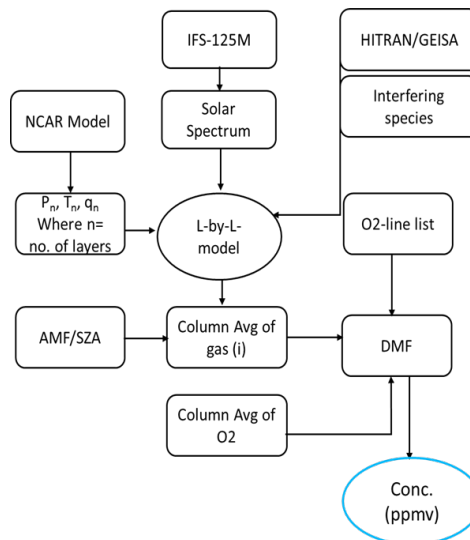 IFS-125M
HITRAN/GEISA
Solar
Spectrum
Interfering
species
NCAR Model
Pn, Tn, qn
Where n=
no. of layers
L-by-L-
model
O2-line list
AMF/SZA
Column Avg of
gas (i)
DMF
Column Avg of
O2
Conc.
(ppmv)